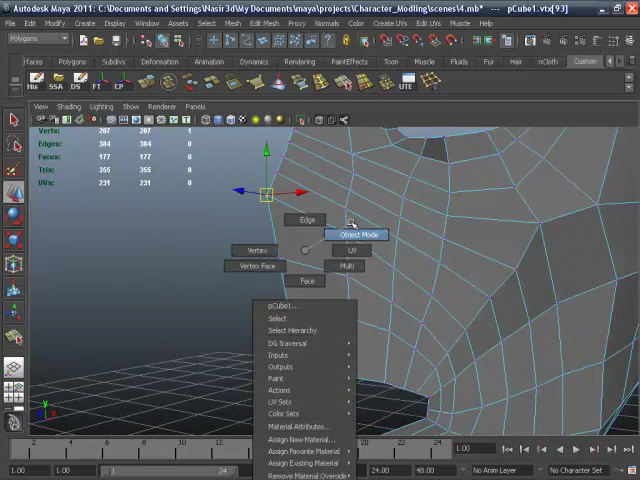 Autodesk Maya 2011: C:\Documents and Settings\Nasir3d\My Documents\maya\projects\Character_Modling\scenes\4.mb* --- pCube1.vtx[93]
File Edit Modify Create Display Window Assets Select Mesh Edit Mesh Proxy Normals Color Create UVs Edit UVs Muscle Help
Polygons
Faces Polygons Subdivs Deformation Animation Dynamics Rendering PaintEffects Toon Muscle Fluids Fur Hair nCloth Custom
His SSA DS FT CP UTE
View Shading Lighting Show Renderer Panels
Verts: 207 207 1
Edges: 384 384 0
Faces: 177 177 0
Tris: 355 355 0
UVs: 231 231 0
Edge
Object Mode
Vertex UV
Vertex Face Multi
Face
pCube1...
Select
Select Hierarchy
DG Traversal
Inputs
Outputs
Paint
Actions
UV Sets
Color Sets
Material Attributes...
Assign New Material...
Assign Favorite Material
Assign Existing Material
Remove Material Override
y
x
2 4 6 8 10 12 14 16 18 20 22 24 1.00
1.00 1.00 1 24 24.00 48.00 No Anim Layer No Character Set